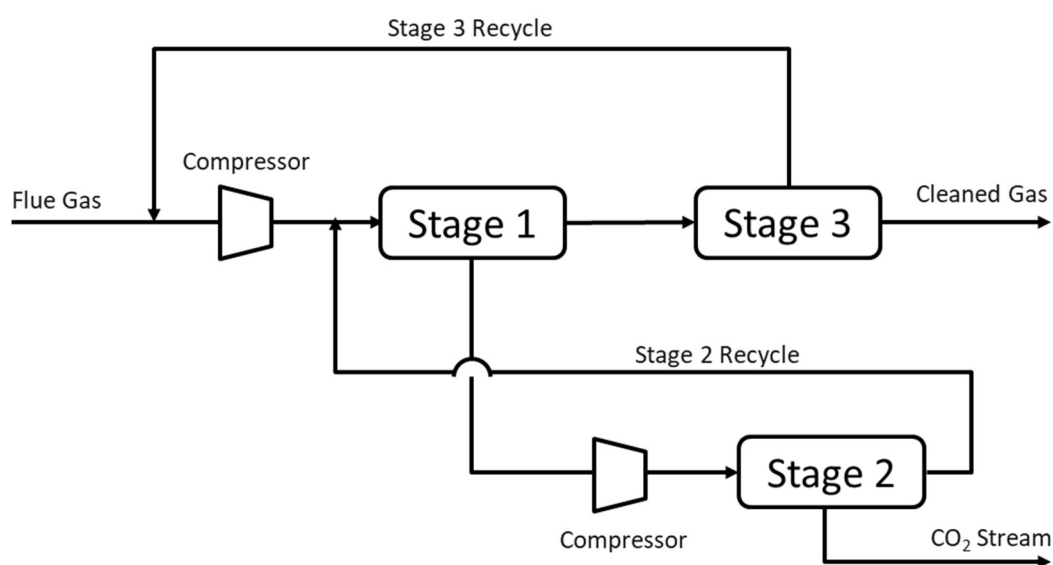 Stage 3 Recycle
Compressor
Flue Gas
Stage 1
Stage 3
Cleaned Gas
Stage 2 Recycle
Stage 2
Compressor
CO₂ Stream